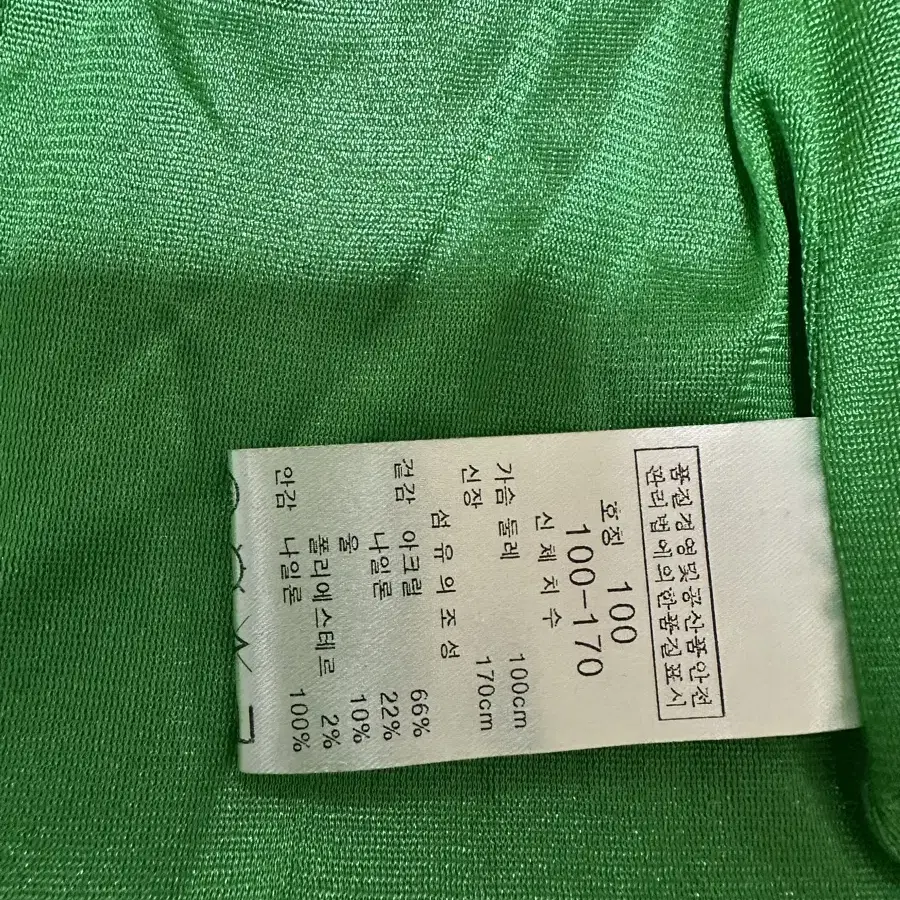 품질경영및공산품안전
관리법에의한품질표시
호칭 100
100-170
신체치수
가슴둘레 100cm
신장 170cm
섬유의조성
겉감 아크릴 66%
나일론 22%
울 10%
폴리에스테르 2%
안감 나일론 100%